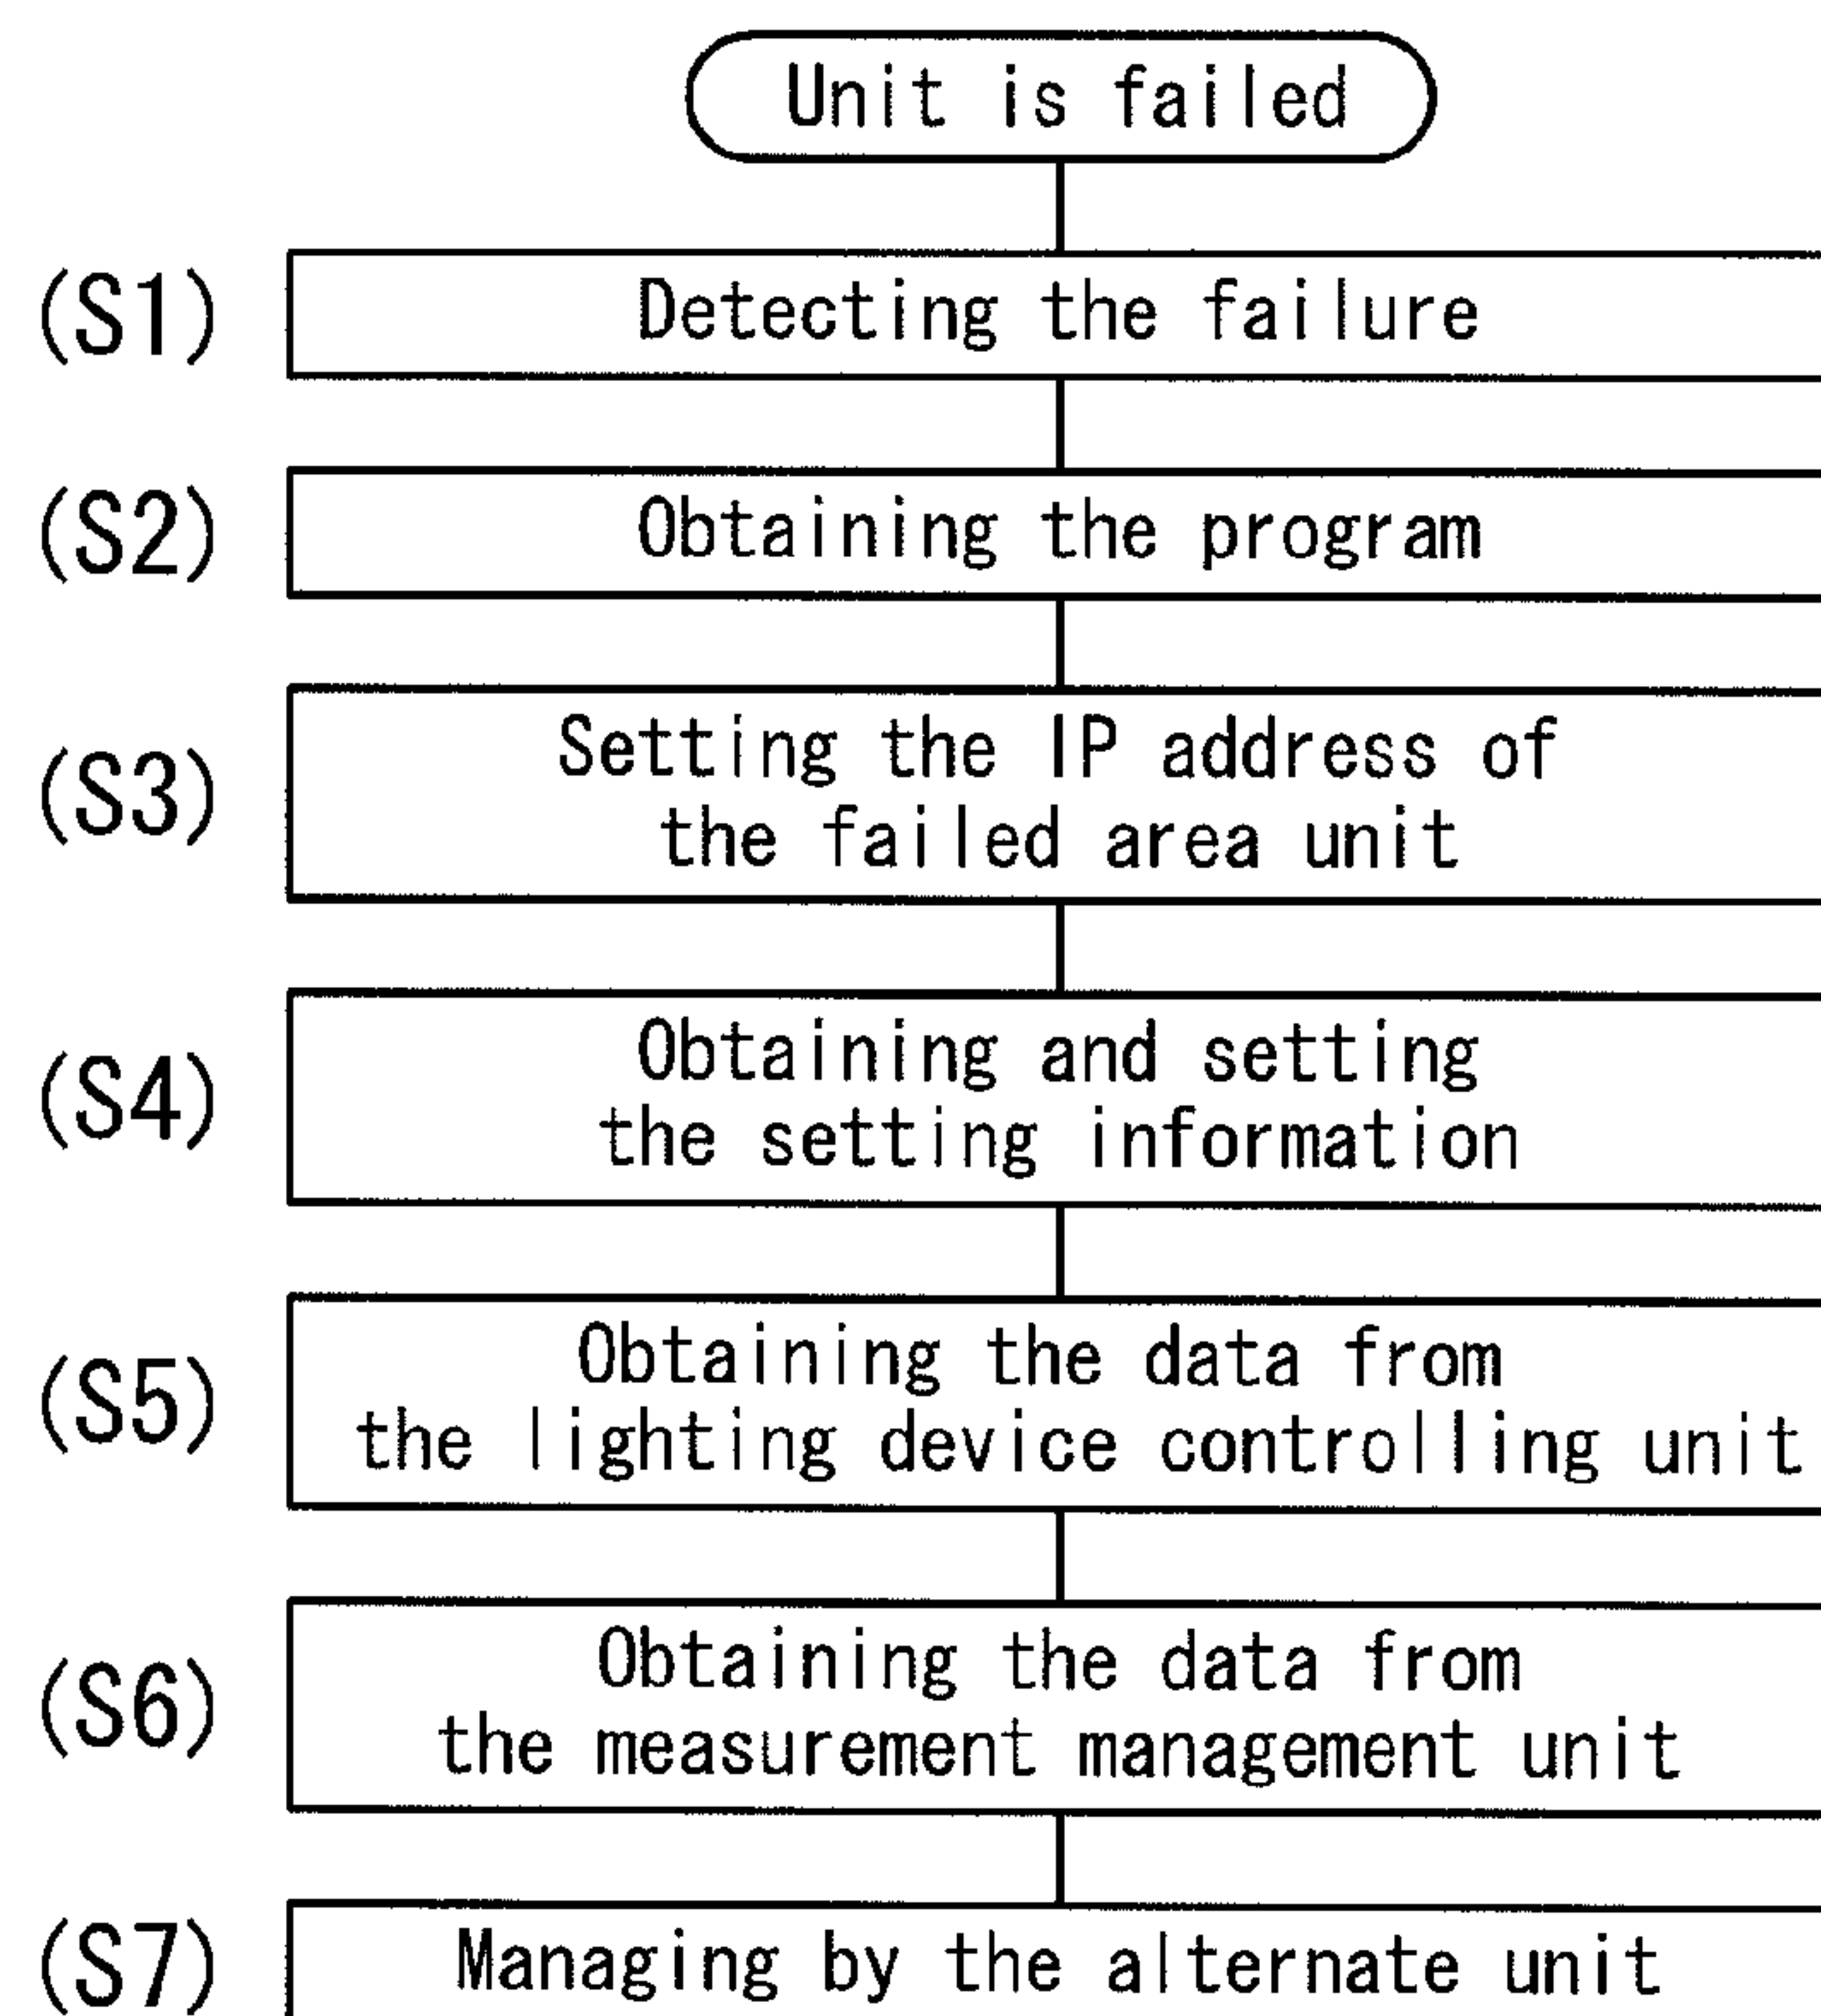 Unit is failed
(S1) Detecting the failure
(S2) Obtaining the program
(S3) Setting the IP address of
the failed area unit
(S4) Obtaining and setting
the setting information
(S5) Obtaining the data from
the lighting device controlling unit
(S6) Obtaining the data from
the measurement management unit
(S7) Managing by the alternate unit